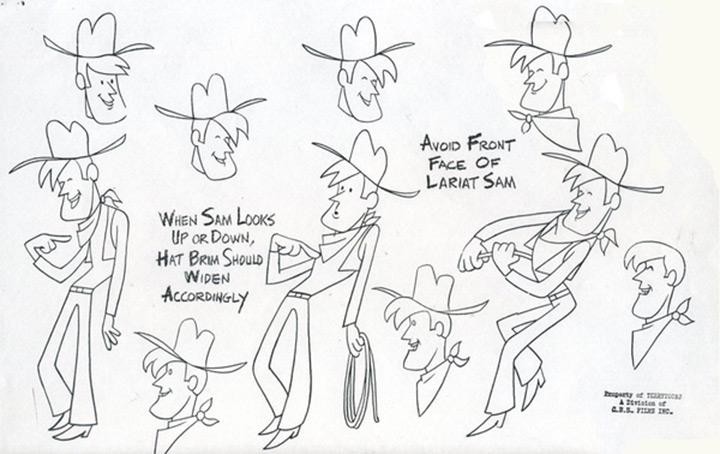 AVOID FRONT
FACE OF
LARIAT SAM
WHEN SAM LOOKS
UP OR DOWN,
HAT BRIM SHOULD
WIDEN
ACCORDINGLY
Property of TERRYTOONS
A Division of
C.B.S. FILMS INC.